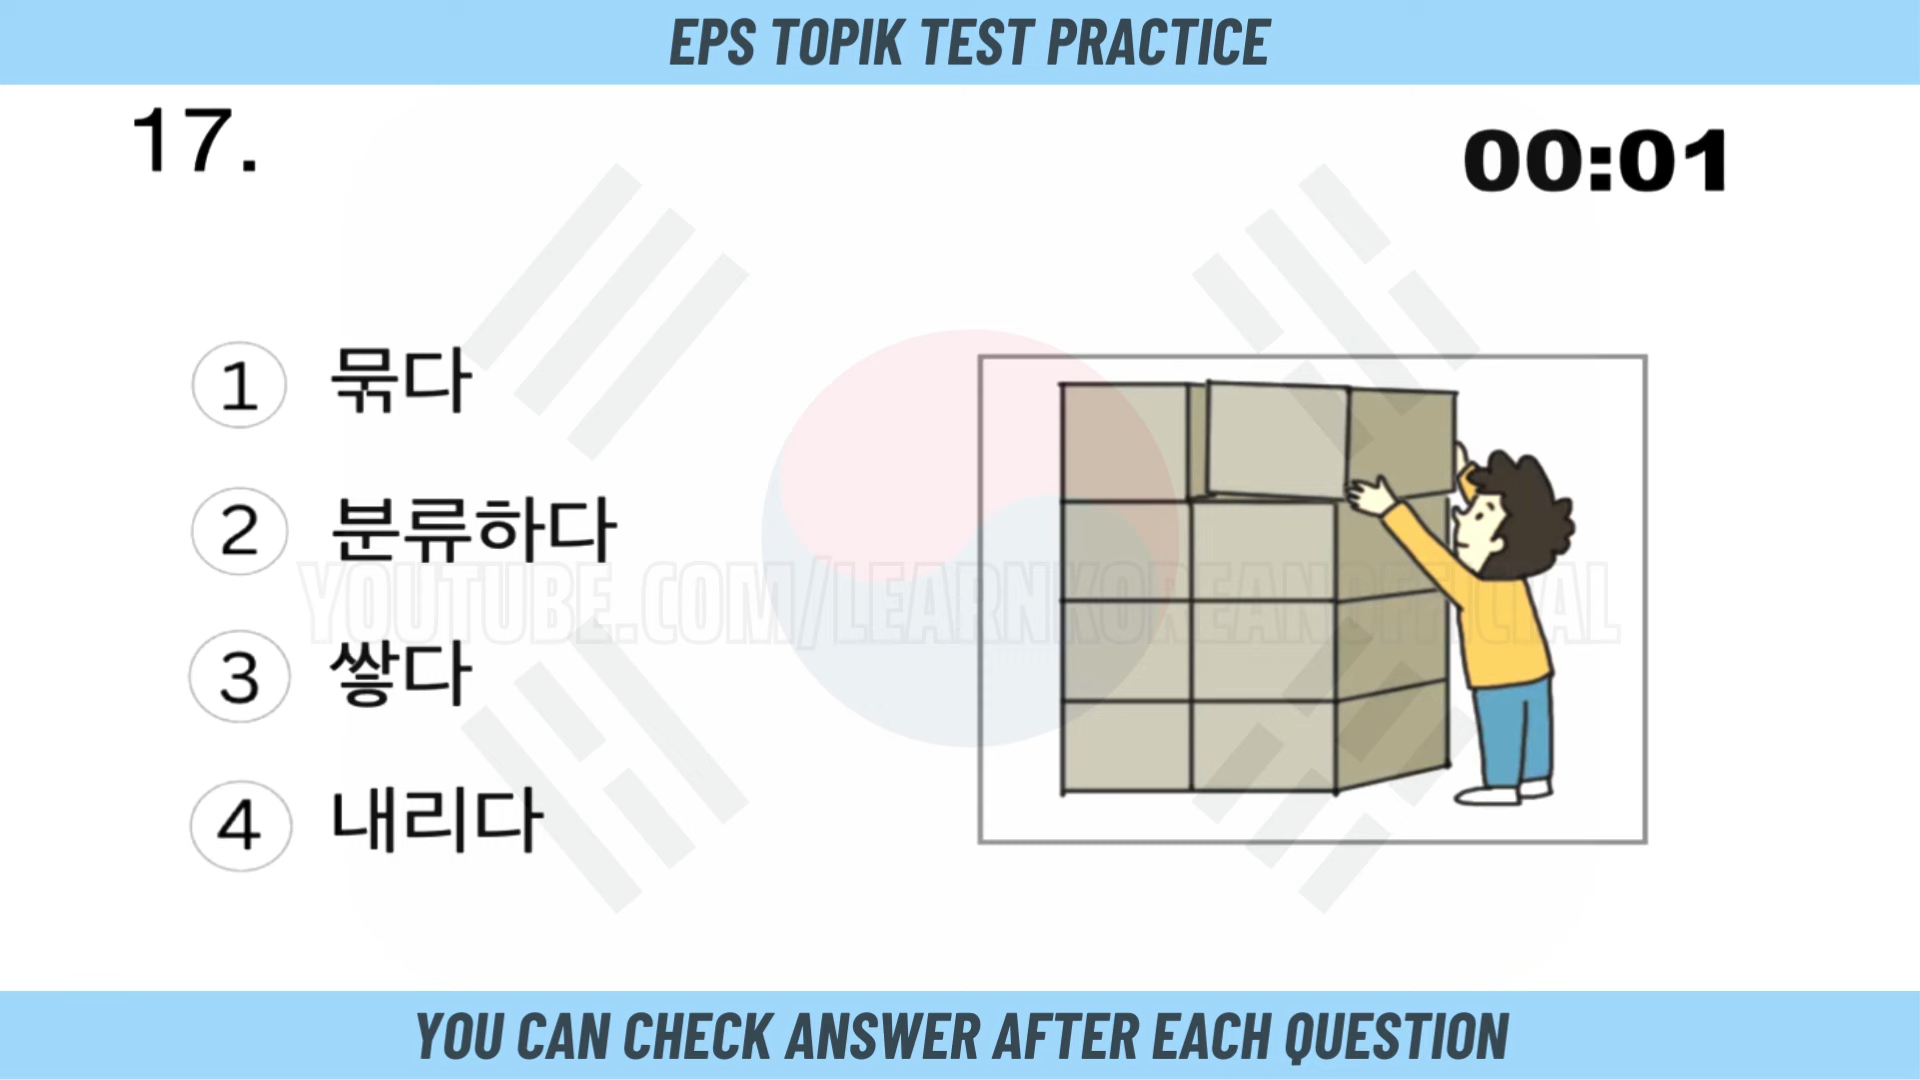 EPS TOPIK TEST PRACTICE
17.
00:01
1 묶다
2 분류하다
3 쌓다
4 내리다
YOUTUBE.COM/LEARNKOREANOFFICIAL
YOU CAN CHECK ANSWER AFTER EACH QUESTION